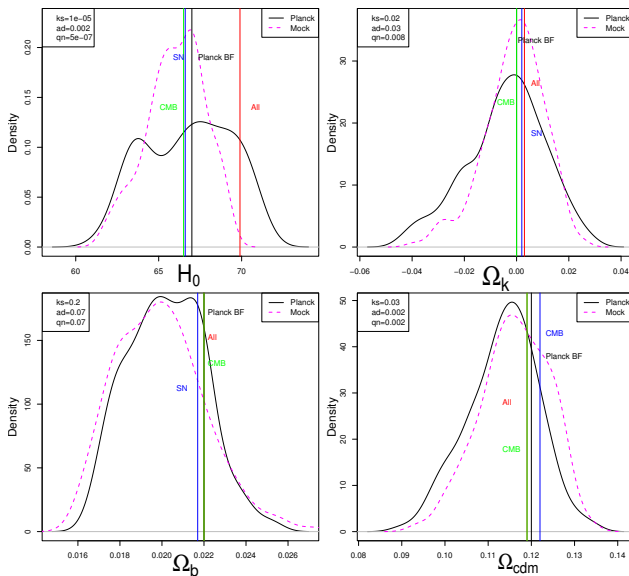 ks=1e-05
ad=0.002
qn=5e-07
Planck
Mock
SN
Planck BF
CMB
All
Density
0.00 0.05 0.10 0.15 0.20
60 65 70
H0
ks=0.02
ad=0.03
qn=0.008
Planck
Mock
Planck BF
All
CMB
SN
Density
0 10 20 30
−0.06 −0.04 −0.02 0.00 0.02 0.04
Ωk
ks=0.2
ad=0.07
qn=0.07
Planck
Mock
Planck BF
All
CMB
SN
Density
0 50 100 150
0.016 0.018 0.020 0.022 0.024 0.026
Ωb
ks=0.03
ad=0.002
qn=0.002
Planck
Mock
CMB
Planck BF
All
CMB
Density
0 10 20 30 40 50
0.08 0.09 0.10 0.11 0.12 0.13 0.14
Ωcdm